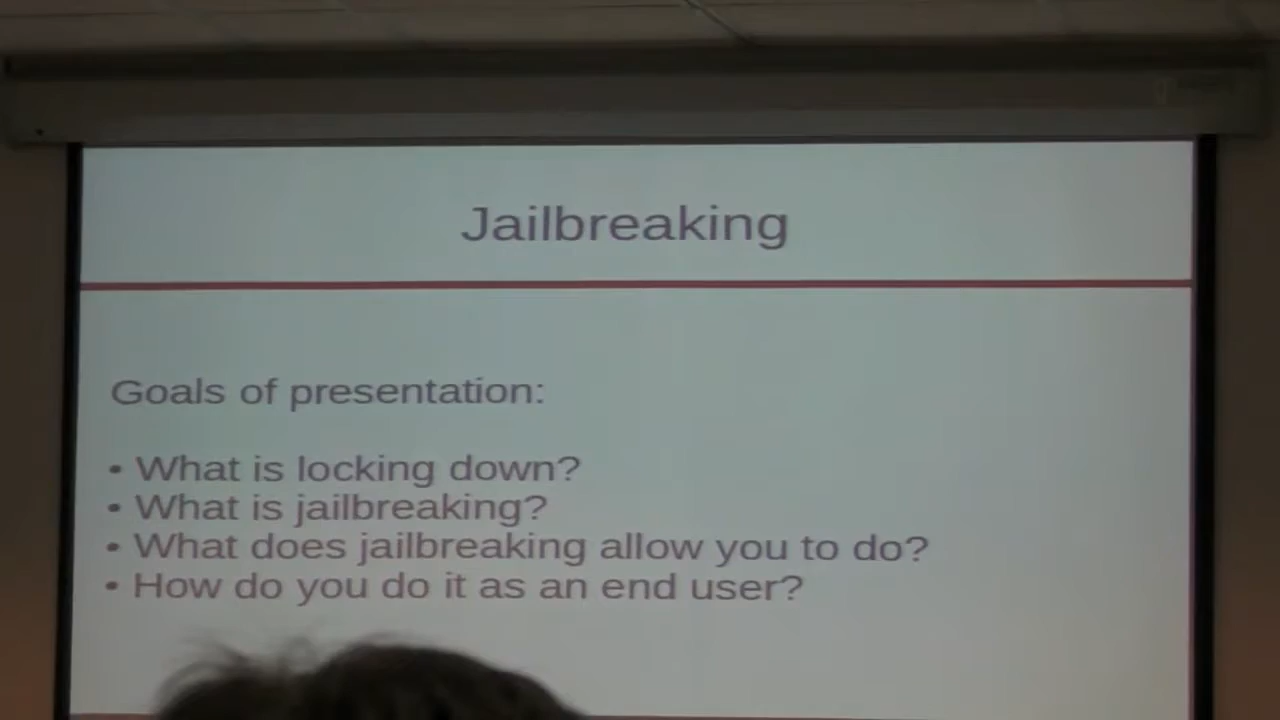 Jailbreaking
Goals of presentation:
• What is locking down?
• What is jailbreaking?
• What does jailbreaking allow you to do?
• How do you do it as an end user?